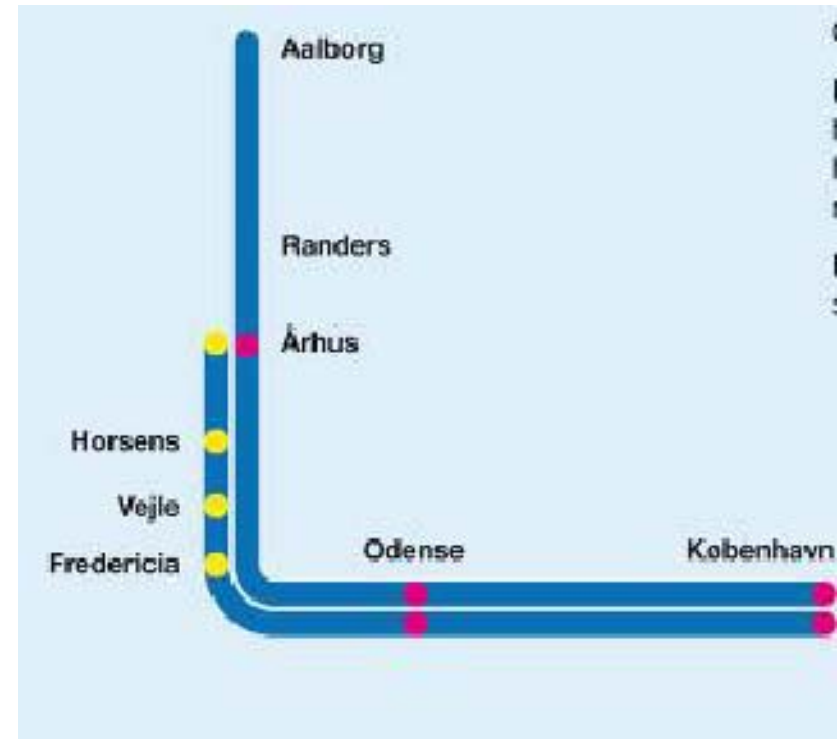 Aalborg
Randers
Århus
Horsens
Vejle
Fredericia
Odense
København